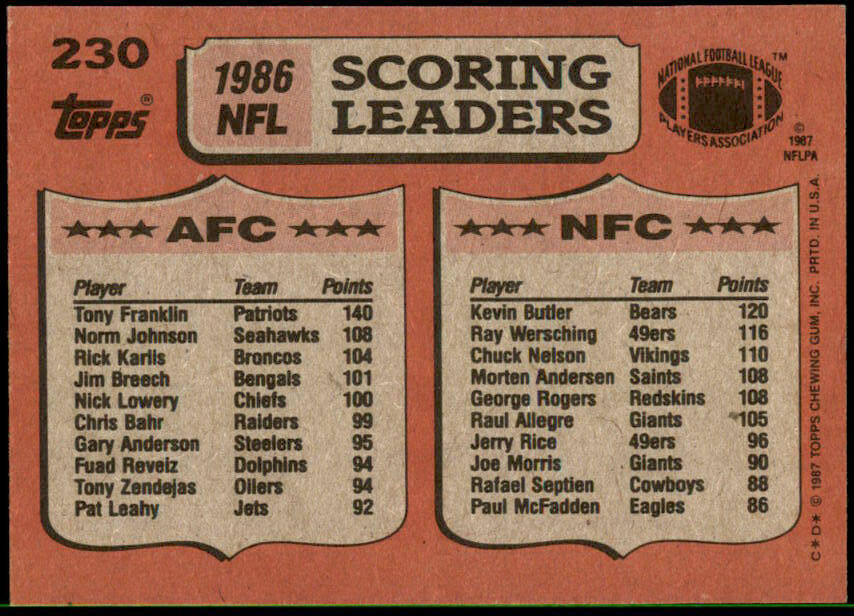 230
Topps®
1986 NFL
SCORING LEADERS
NATIONAL FOOTBALL LEAGUE ™
PLAYERS ASSOCIATION
© 1987 NFLPA
★★★ AFC ★★★
Player Team Points
Tony Franklin Patriots 140
Norm Johnson Seahawks 108
Rick Karlis Broncos 104
Jim Breech Bengals 101
Nick Lowery Chiefs 100
Chris Bahr Raiders 99
Gary Anderson Steelers 95
Fuad Reveiz Dolphins 94
Tony Zendejas Oilers 94
Pat Leahy Jets 92
★★★ NFC ★★★
Player Team Points
Kevin Butler Bears 120
Ray Wersching 49ers 116
Chuck Nelson Vikings 110
Morten Andersen Saints 108
George Rogers Redskins 108
Raul Allegre Giants 105
Jerry Rice 49ers 96
Joe Morris Giants 90
Rafael Septien Cowboys 88
Paul McFadden Eagles 86
C*D* © 1987 TOPPS CHEWING GUM, INC. PRTD. IN U.S.A.